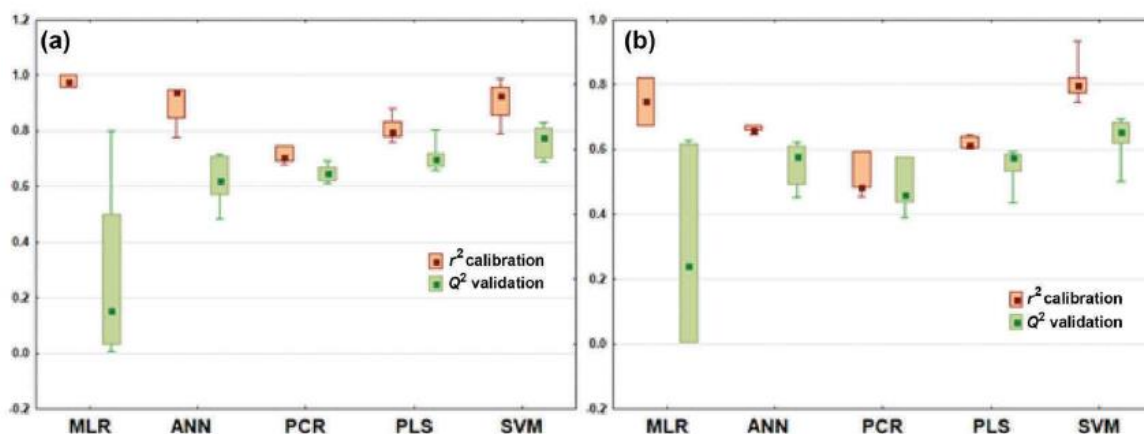 (a)
1.2
1.0
0.8
0.6
0.4
0.2
0.0
-0.2
r² calibration
Q² validation
MLR ANN PCR PLS SVM
(b)
1.0
0.8
0.6
0.4
0.2
0.0
-0.2
r² calibration
Q² validation
MLR ANN PCR PLS SVM